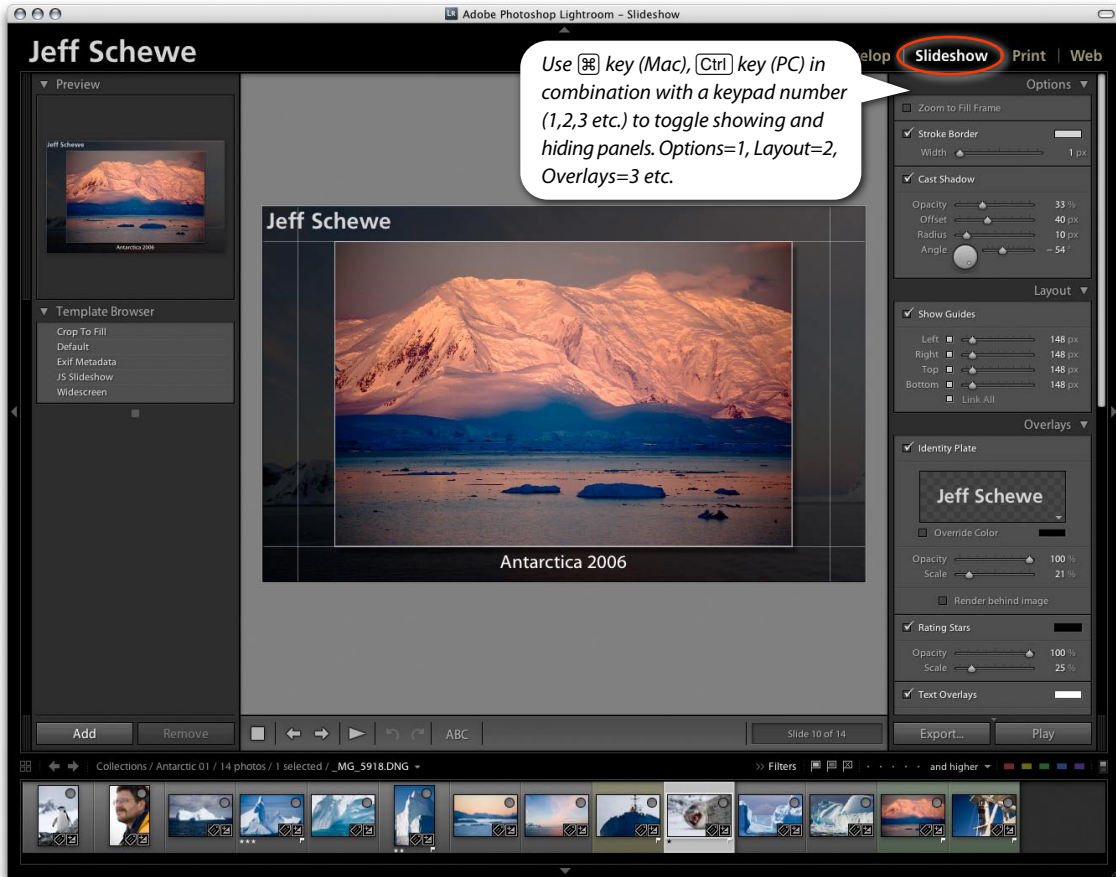 Adobe Photoshop Lightroom – Slideshow
Jeff Schewe
elop | Slideshow | Print | Web
Use ⌘ key (Mac), Ctrl key (PC) in
combination with a keypad number
(1,2,3 etc.) to toggle showing and
hiding panels. Options=1, Layout=2,
Overlays=3 etc.
Preview
Jeff Schewe
Antarctica 2006
Template Browser
Crop To Fill
Default
Exif Metadata
JS Slideshow
Widescreen
Add Remove
Jeff Schewe
Antarctica 2006
ABC
Slide 10 of 14
Options
Zoom to Fill Frame
Stroke Border
Width 1 px
Cast Shadow
Opacity 33 %
Offset 40 px
Radius 10 px
Angle – 54 °
Layout
Show Guides
Left 148 px
Right 148 px
Top 148 px
Bottom 148 px
Link All
Overlays
Identity Plate
Jeff Schewe
Override Color
Opacity 100 %
Scale 21 %
Render behind image
Rating Stars
Opacity 100 %
Scale 25 %
Text Overlays
Export... Play
Collections / Antarctic 01 / 14 photos / 1 selected / _MG_5918.DNG
>> Filters and higher